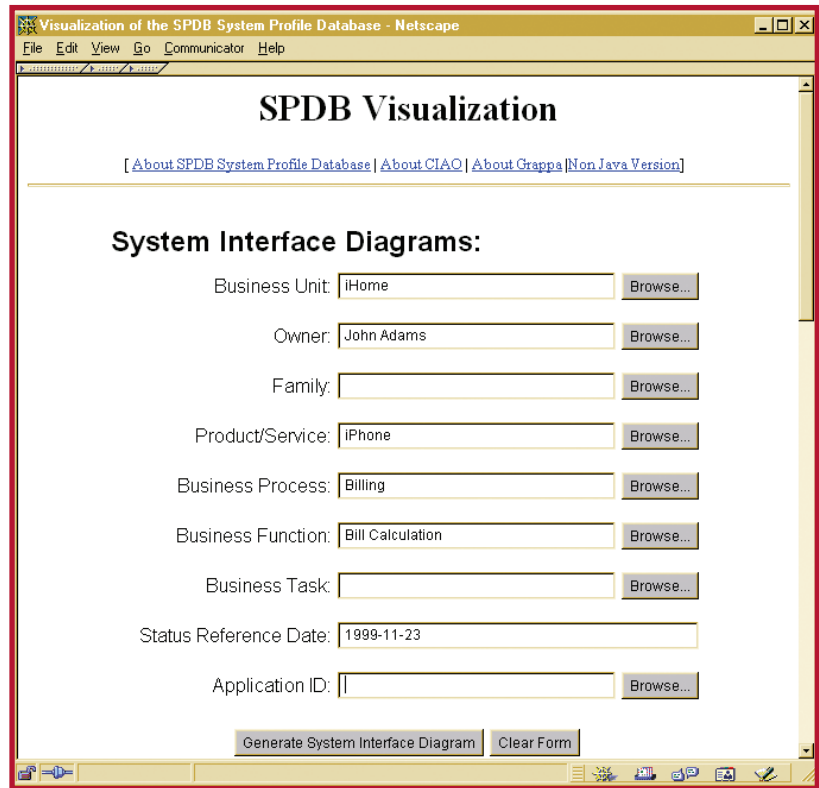 Visualization of the SPDB System Profile Database - Netscape
File Edit View Go Communicator Help
SPDB Visualization
[ About SPDB System Profile Database | About CIAO | About Grappa |Non Java Version]
System Interface Diagrams:
Business Unit: iHome Browse...
Owner: John Adams Browse...
Family: Browse...
Product/Service: iPhone Browse...
Business Process: Billing Browse...
Business Function: Bill Calculation Browse...
Business Task: Browse...
Status Reference Date: 1999-11-23
Application ID: Browse...
Generate System Interface Diagram Clear Form